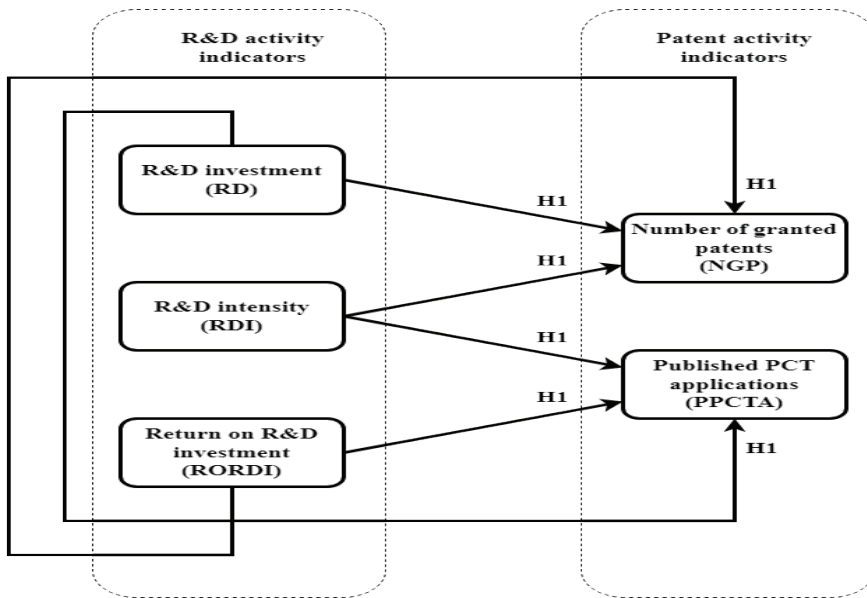 R&D activity
indicators
Patent activity
indicators
R&D investment
(RD)
H1
H1
Number of granted
patents
(NGP)
H1
R&D intensity
(RDI)
H1
Published PCT
applications
(PPCTA)
H1
Return on R&D
investment
(RORDI)
H1